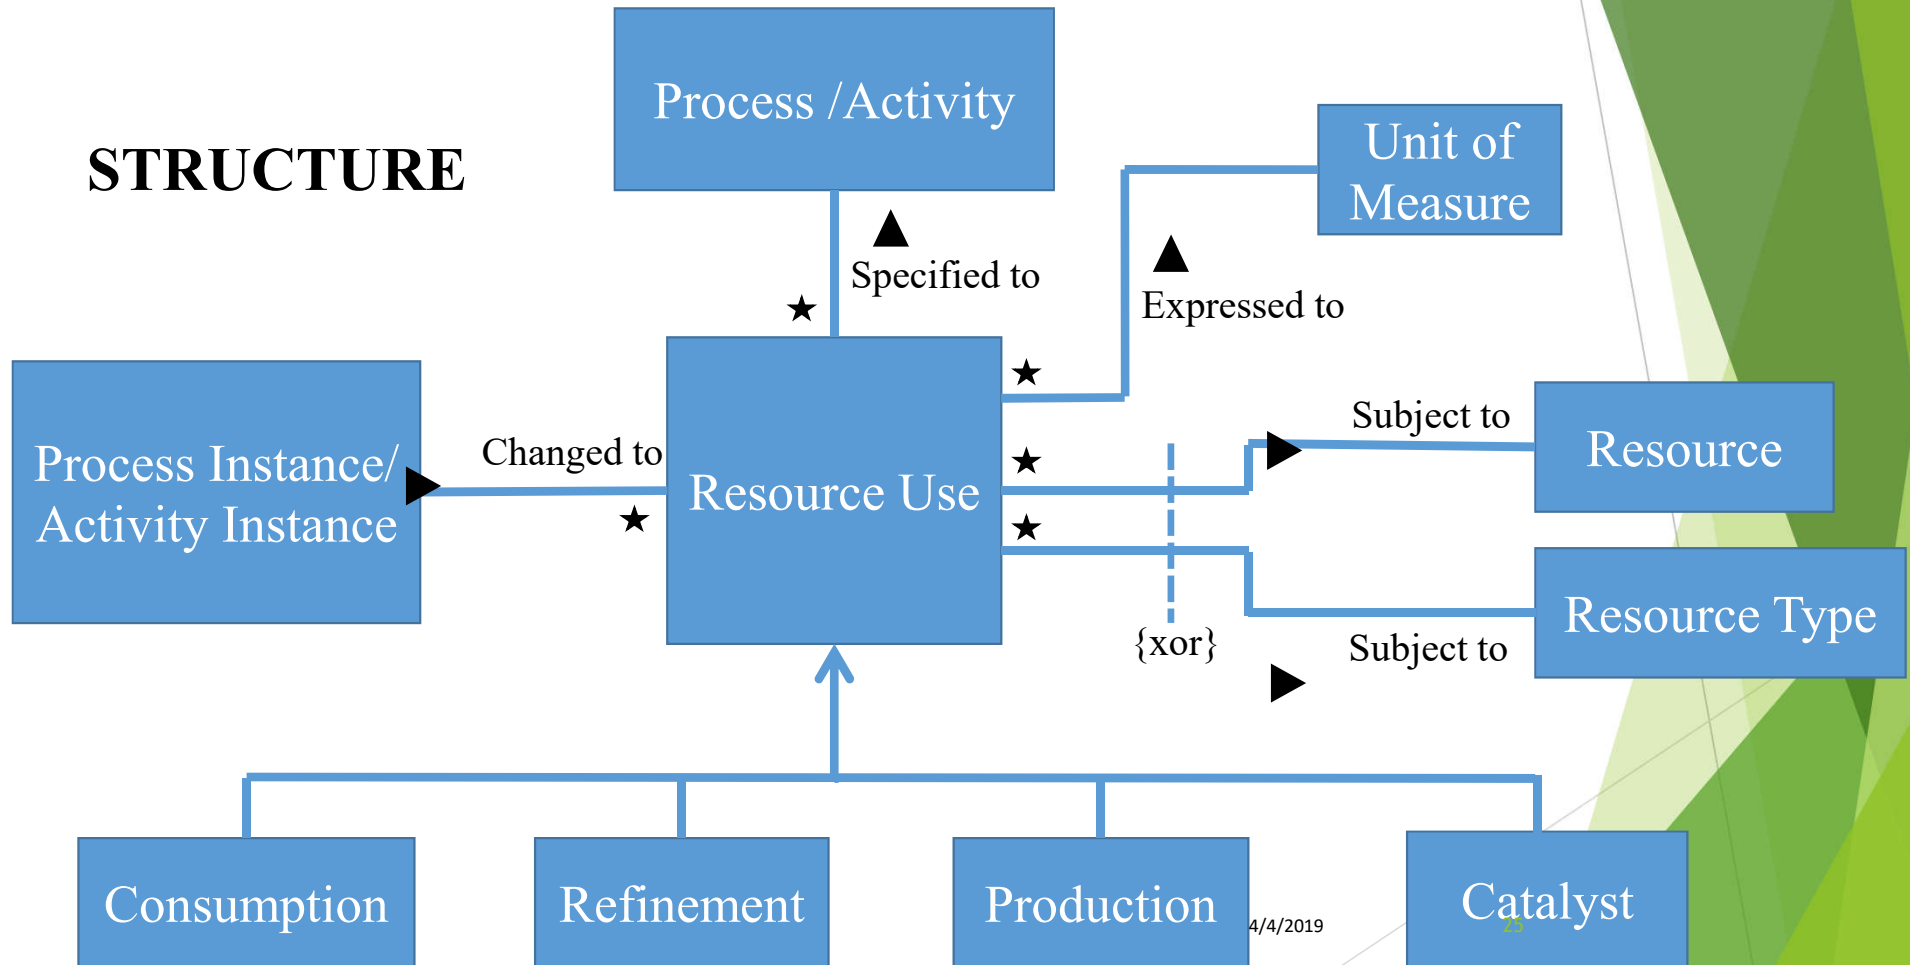 Process /Activity
STRUCTURE
Unit of
Measure
Specified to
Expressed to
Process Instance/
Activity Instance
Changed to
Resource Use
Subject to
Resource
{xor}
Subject to
Resource Type
Consumption
Refinement
Production
Catalyst
4/4/2019
25